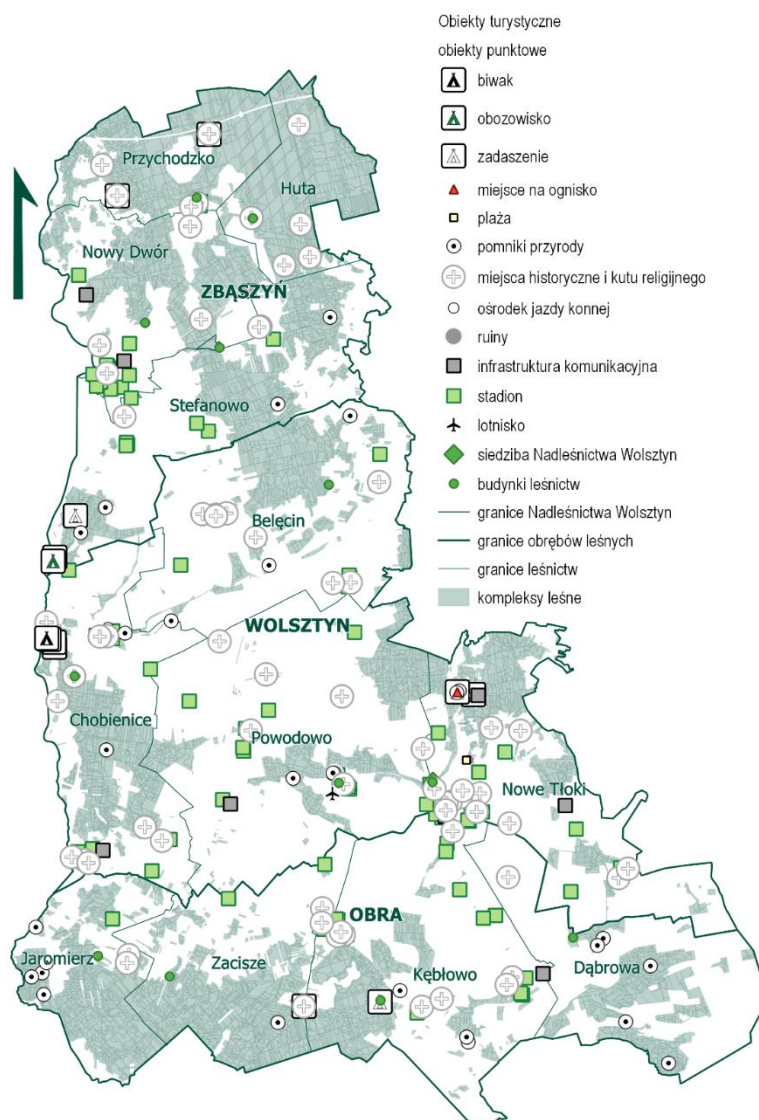 Obiekty turystyczne
obiekty punktowe
biwak
obozowisko
zadaszenie
miejsce na ognisko
plaża
pomniki przyrody
miejsca historyczne i kutu religijnego
ośrodek jazdy konnej
ruiny
infrastruktura komunikacyjna
stadion
lotnisko
siedziba Nadleśnictwa Wolsztyn
budynki leśnictw
granice Nadleśnictwa Wolsztyn
granice obrębów leśnych
granice leśnictw
kompleksy leśne
Przychodzko
Huta
Nowy Dwór
ZBĄSZYŃ
Stefanowo
Belęcin
WOLSZTYN
Chobienice
Powodowo
Nowe Tłoki
OBRA
Jaromierz
Zacisze
Kębłowo
Dąbrowa